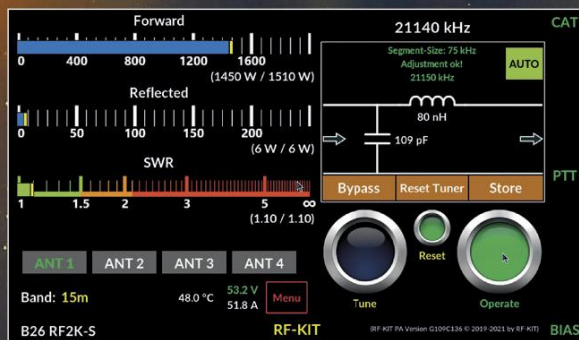 Forward
0 400 800 1200 1600
(1450 W / 1510 W)
Reflected
0 50 100 150 200
(6 W / 6 W)
SWR
1 1.5 2 3 5 ∞
(1.10 / 1.10)
ANT 1 ANT 2 ANT 3 ANT 4
Band: 15m 48.0 °C 53.2 V
51.8 A
Menu
B26 RF2K-S RF-KIT
21140 kHz
Segment-Size: 75 kHz
Adjustment ok!
21150 kHz
AUTO
80 nH
109 pF
Bypass Reset Tuner Store
Reset
Tune Operate
(RF-KIT PA Version G109C136 © 2019-2021 by RF-KIT)
CAT
PTT
BIAS